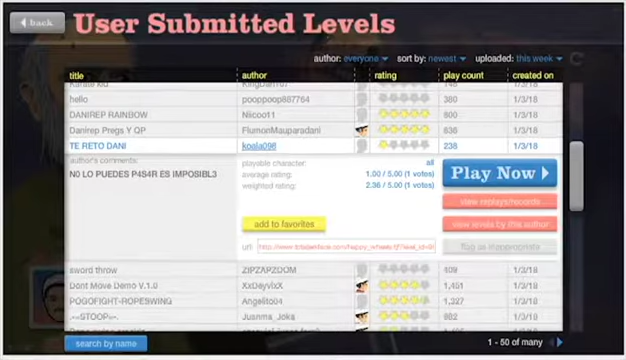 back
User Submitted Levels
author: everyone sort by: newest uploaded: this week
title author rating play count created on
hello pooppoop887764 380 1/3/18
DANIREP RAINBOW Nicoo11 800 1/3/18
Danirep Pregs Y QP FlumonMauparadani 636 1/3/18
TE RETO DANI koala098 238 1/3/18
author's comments:
N0 LO PUEDES P4S4R ES IMPOSIBL3
playable character: all
average rating: 1.00 / 5.00 (1 votes)
weighted rating: 2.36 / 5.00 (1 votes)
Play Now
view replays/records
add to favorites
view levels by this author
url
flag as inappropriate
sword throw ZIPZAPZOOM 409 1/3/18
Dont Move Demo V.1.0 XxDeyvixX 1,451 1/3/18
POGOFIGHT-ROPESWING Angelito04 1,327 1/3/18
.-=STOOP=-. Juanma_Joke 1/3/18
search by name
1 - 50 of many